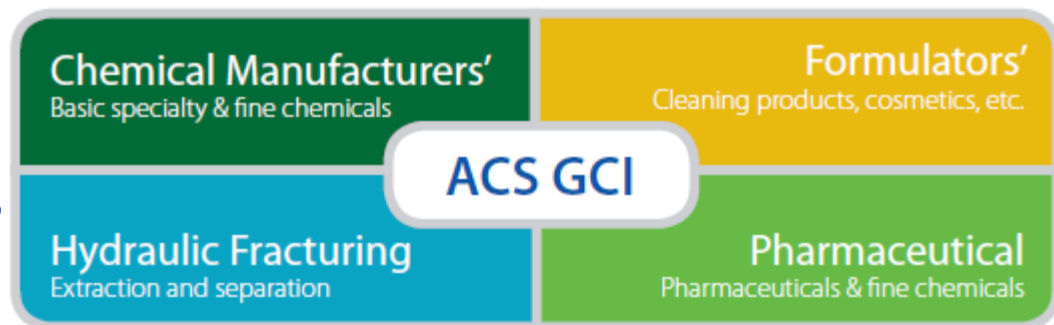 Chemical Manufacturers’
Basic specialty & fine chemicals
Formulators’
Cleaning products, cosmetics, etc.
ACS GCI
Hydraulic Fracturing
Extraction and separation
Pharmaceutical
Pharmaceuticals & fine chemicals